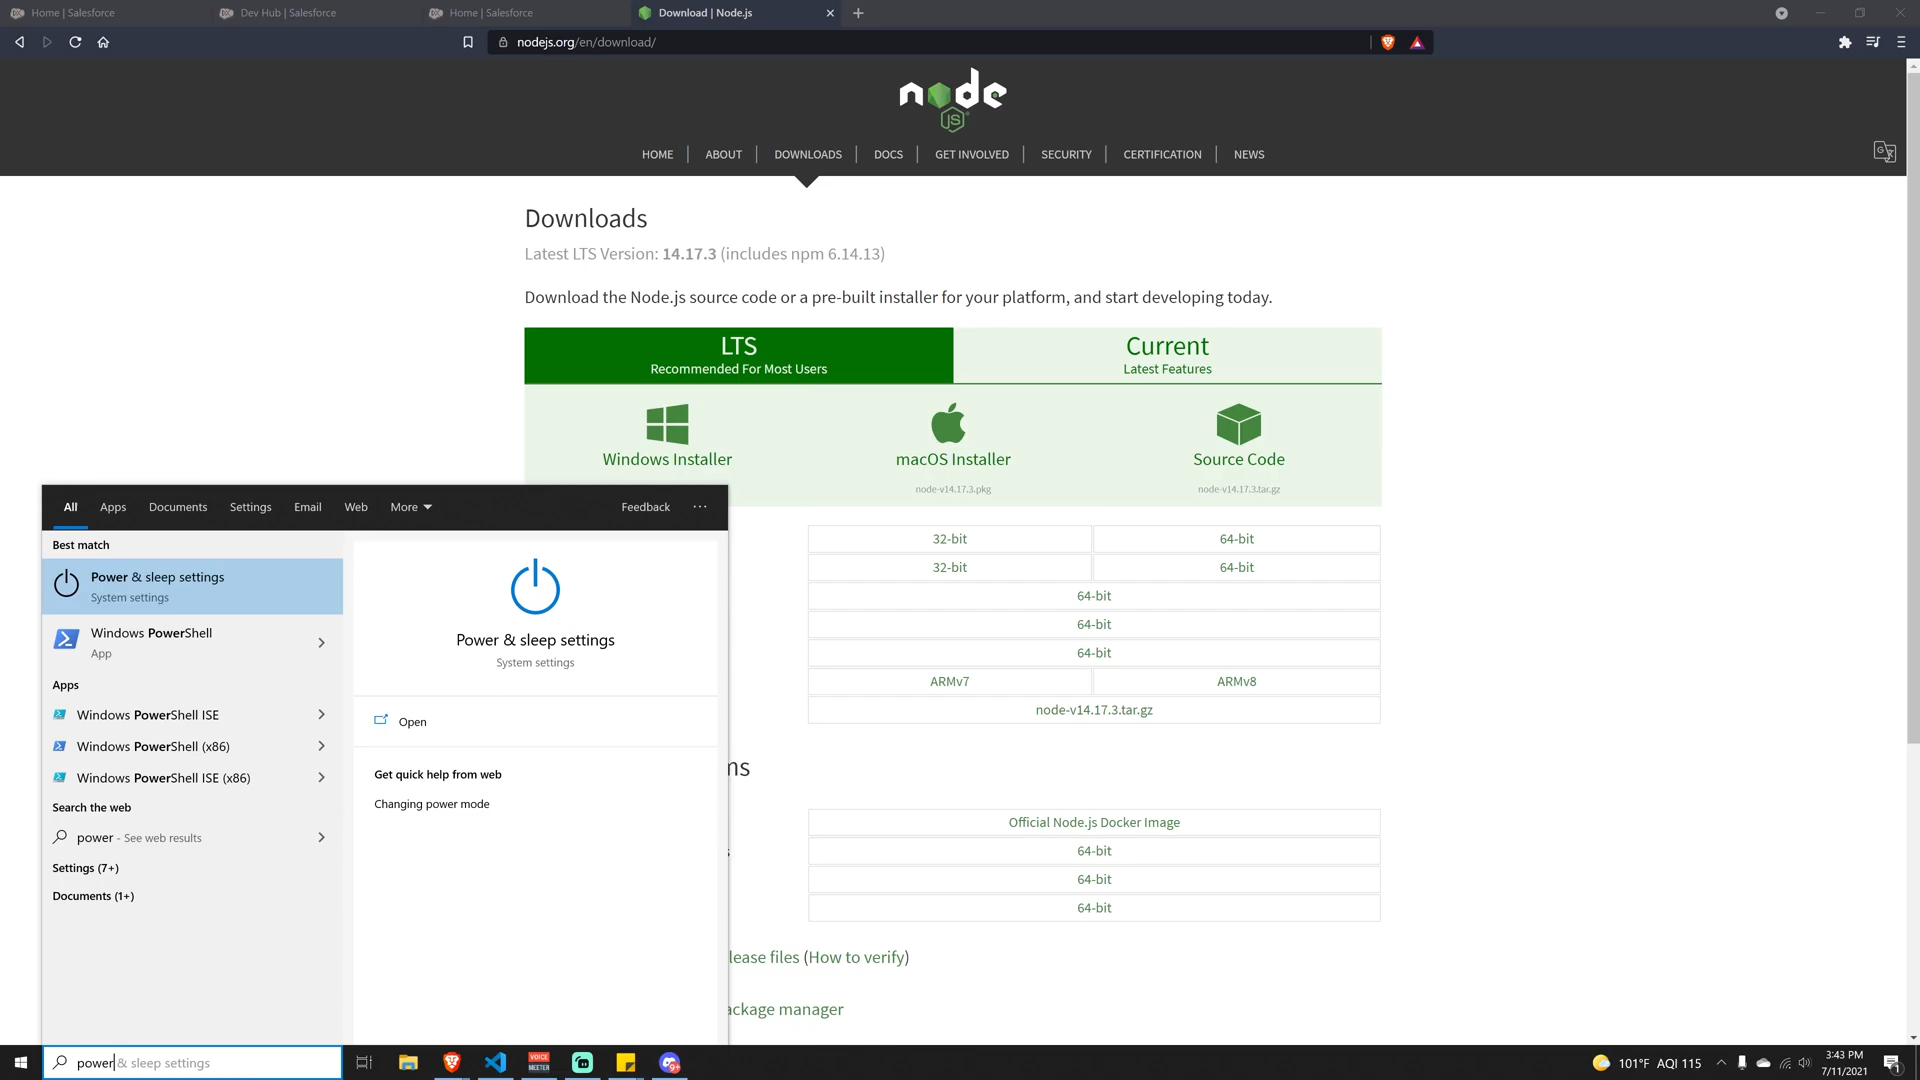 Home | Salesforce
Dev Hub | Salesforce
Home | Salesforce
Download | Node.js
nodejs.org/en/download/
node
JS
HOME
ABOUT
DOWNLOADS
DOCS
GET INVOLVED
SECURITY
CERTIFICATION
NEWS
Downloads
Latest LTS Version: 14.17.3 (includes npm 6.14.13)
Download the Node.js source code or a pre-built installer for your platform, and start developing today.
LTS
Recommended For Most Users
Current
Latest Features
Windows Installer
macOS Installer
node-v14.17.3.pkg
Source Code
node-v14.17.3.tar.gz
32-bit
64-bit
32-bit
64-bit
64-bit
64-bit
64-bit
ARMv7
ARMv8
node-v14.17.3.tar.gz
ms
Official Node.js Docker Image
s
64-bit
64-bit
64-bit
lease files (How to verify)
ackage manager
All
Apps
Documents
Settings
Email
Web
More
Feedback
Best match
Power & sleep settings
System settings
Windows PowerShell
App
Apps
Windows PowerShell ISE
Windows PowerShell (x86)
Windows PowerShell ISE (x86)
Search the web
power - See web results
Settings (7+)
Documents (1+)
Power & sleep settings
System settings
Open
Get quick help from web
Changing power mode
power & sleep settings
VOICE
MEETER
9+
101°F AQI 115
3:43 PM
7/11/2021
1